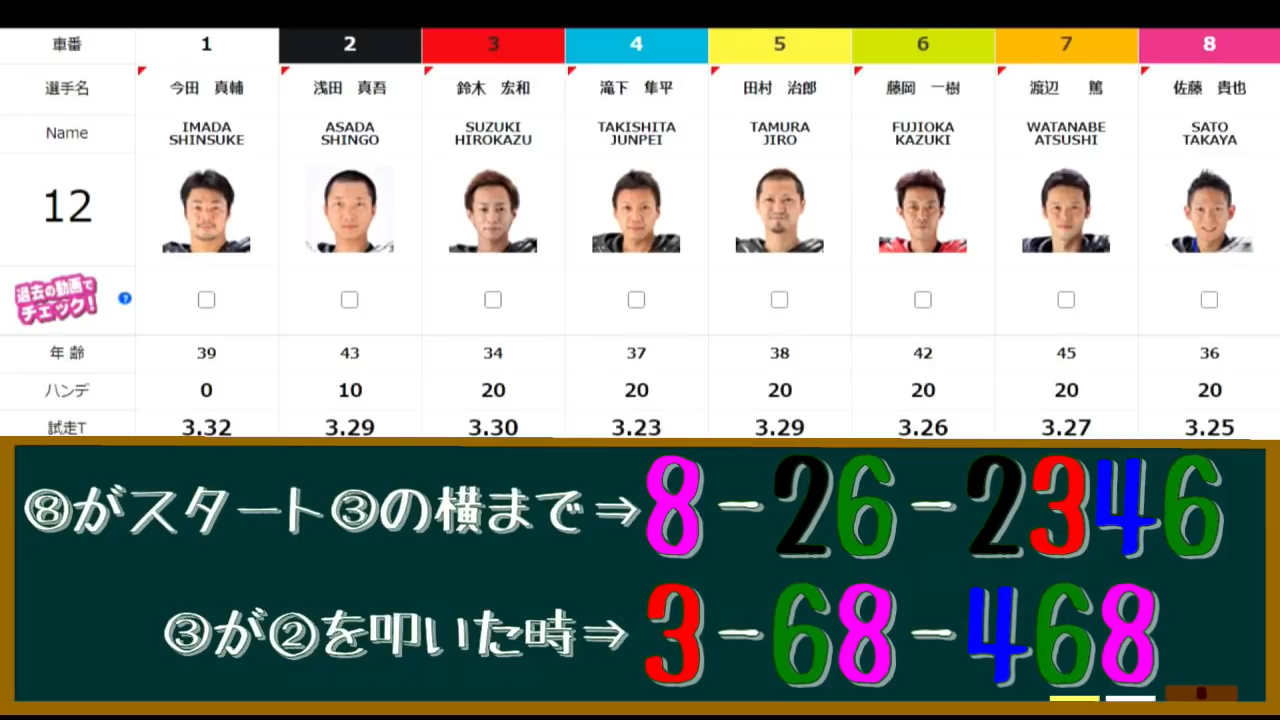 車番 1 2 3 4 5 6 7 8
選手名 今田 真輔 浅田 真吾 鈴木 宏和 滝下 隼平 田村 治郎 藤岡 一樹 渡辺 篤 佐藤 貴也
Name IMADA SHINSUKE ASADA SHINGO SUZUKI HIROKAZU TAKISHITA JUNPEI TAMURA JIRO FUJIOKA KAZUKI WATANABE ATSUSHI SATO TAKAYA
12
過去の動画でチェック! ?
年齢 39 43 34 37 38 42 45 36
ハンデ 0 10 20 20 20 20 20 20
試走T 3.32 3.29 3.30 3.23 3.29 3.26 3.27 3.25
⑧がスタート③の横まで⇒8-26-2346
③が②を叩いた時⇒3-68-468